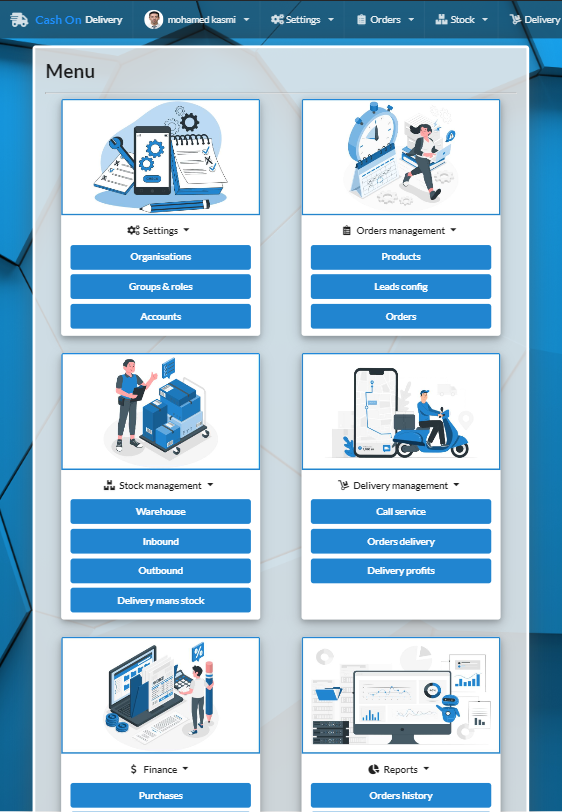 Cash On Delivery mohamed kasmi Settings Orders Stock Delivery
Menu
Settings
Organisations
Groups & roles
Accounts
Orders management
Products
Leads config
Orders
Stock management
Warehouse
Inbound
Outbound
Delivery mans stock
Delivery management
Call service
Orders delivery
Delivery profits
%
$ Finance
Purchases
Reports
Orders history